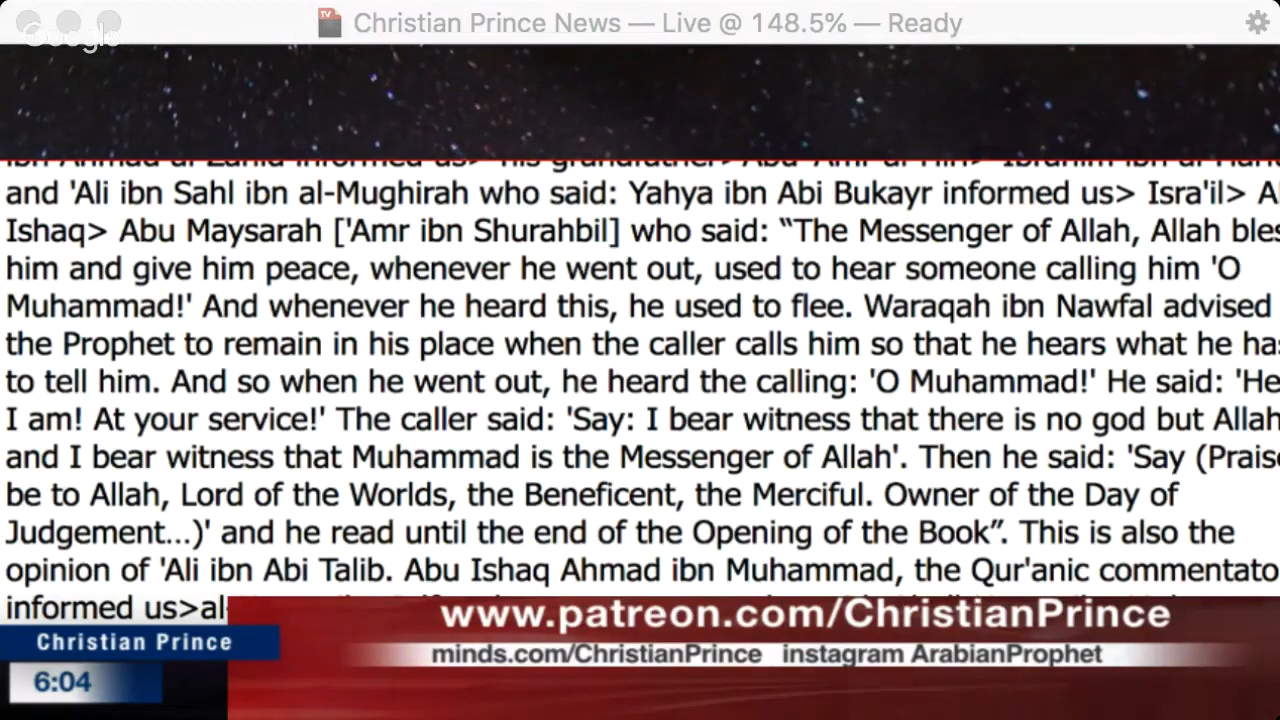 Christian Prince News — Live @ 148.5% — Ready
Google
TV
and 'Ali ibn Sahl ibn al-Mughirah who said: Yahya ibn Abi Bukayr informed us> Isra'il>
Ishaq> Abu Maysarah ['Amr ibn Shurahbil] who said: “The Messenger of Allah, Allah bles
him and give him peace, whenever he went out, used to hear someone calling him 'O
Muhammad!' And whenever he heard this, he used to flee. Waraqah ibn Nawfal advised
the Prophet to remain in his place when the caller calls him so that he hears what he ha
to tell him. And so when he went out, he heard the calling: 'O Muhammad!' He said: 'He
I am! At your service!' The caller said: 'Say: I bear witness that there is no god but Allah
and I bear witness that Muhammad is the Messenger of Allah'. Then he said: 'Say (Prais
be to Allah, Lord of the Worlds, the Beneficent, the Merciful. Owner of the Day of
Judgement...)' and he read until the end of the Opening of the Book”. This is also the
opinion of 'Ali ibn Abi Talib. Abu Ishaq Ahmad ibn Muhammad, the Qur'anic commentato
informed us>al-
www.patreon.com/ChristianPrince
Christian Prince
minds.com/ChristianPrince instagram ArabianProphet
6:04